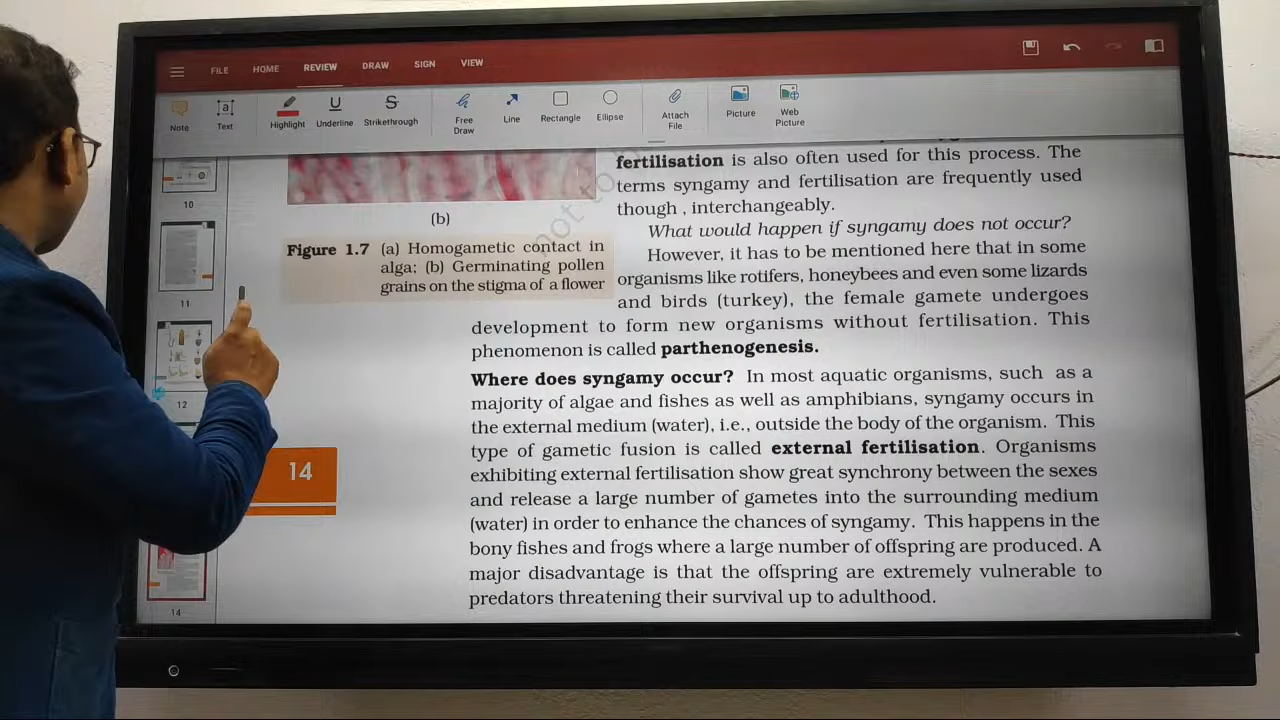 FILE
HOME
REVIEW
DRAW
SIGN
VIEW
Note
Text
Highlight
Underline
Strikethrough
Free
Draw
Line
Rectangle
Ellipse
Attach
File
Picture
Web
Picture
10
11
12
14
(b)
Figure 1.7 (a) Homogametic contact in
alga; (b) Germinating pollen
grains on the stigma of a flower
14
fertilisation is also often used for this process. The
terms syngamy and fertilisation are frequently used
though , interchangeably.
What would happen if syngamy does not occur?
However, it has to be mentioned here that in some
organisms like rotifers, honeybees and even some lizards
and birds (turkey), the female gamete undergoes
development to form new organisms without fertilisation. This
phenomenon is called parthenogenesis.
Where does syngamy occur? In most aquatic organisms, such as a
majority of algae and fishes as well as amphibians, syngamy occurs in
the external medium (water), i.e., outside the body of the organism. This
type of gametic fusion is called external fertilisation. Organisms
exhibiting external fertilisation show great synchrony between the sexes
and release a large number of gametes into the surrounding medium
(water) in order to enhance the chances of syngamy. This happens in the
bony fishes and frogs where a large number of offspring are produced. A
major disadvantage is that the offspring are extremely vulnerable to
predators threatening their survival up to adulthood.
not to